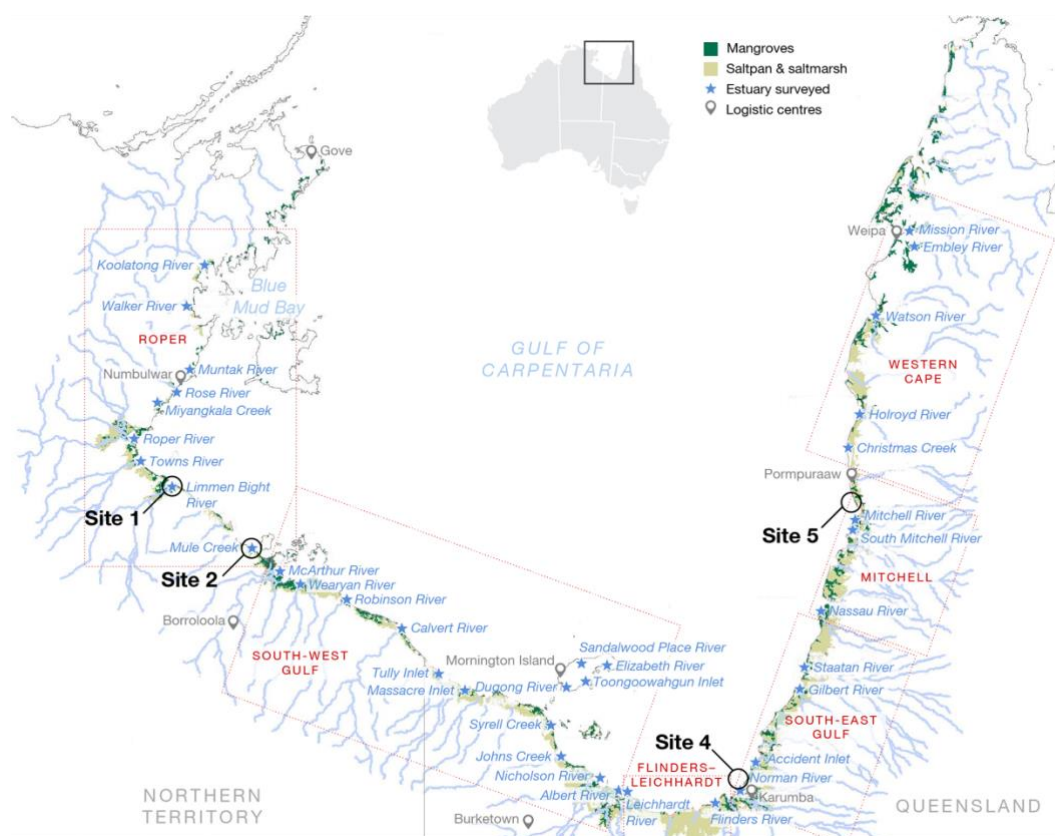 Mangroves
Saltpan & saltmarsh
Estuary surveyed
Logistic centres
Gove
Koolatong River
Blue
Mud Bay
Walker River
ROPER
Muntak River
Numbulwar
Rose River
Miyangkala Creek
Roper River
Towns River
Limmen Bight
River
Site 1
Mule Creek
Site 2
McArthur River
Wearyan River
Robinson River
Borroloola
Calvert River
SOUTH-WEST
GULF
Tully Inlet
Massacre Inlet
Mornington Island
Sandalwood Place River
Elizabeth River
Toongoowahgun Inlet
Dugong River
Syrell Creek
Johns Creek
Nicholson River
Albert River
Leichhardt
River
Burketown
NORTHERN
TERRITORY
GULF OF
CARPENTARIA
Weipa
Mission River
Embley River
Watson River
WESTERN
CAPE
Holroyd River
Christmas Creek
Pormpuraaw
Site 5
Mitchell River
South Mitchell River
MITCHELL
Nassau River
Staatan River
Gilbert River
SOUTH-EAST
GULF
Site 4
FLINDERS–
LEICHHARDT
Accident Inlet
Norman River
Karumba
Flinders River
QUEENSLAND